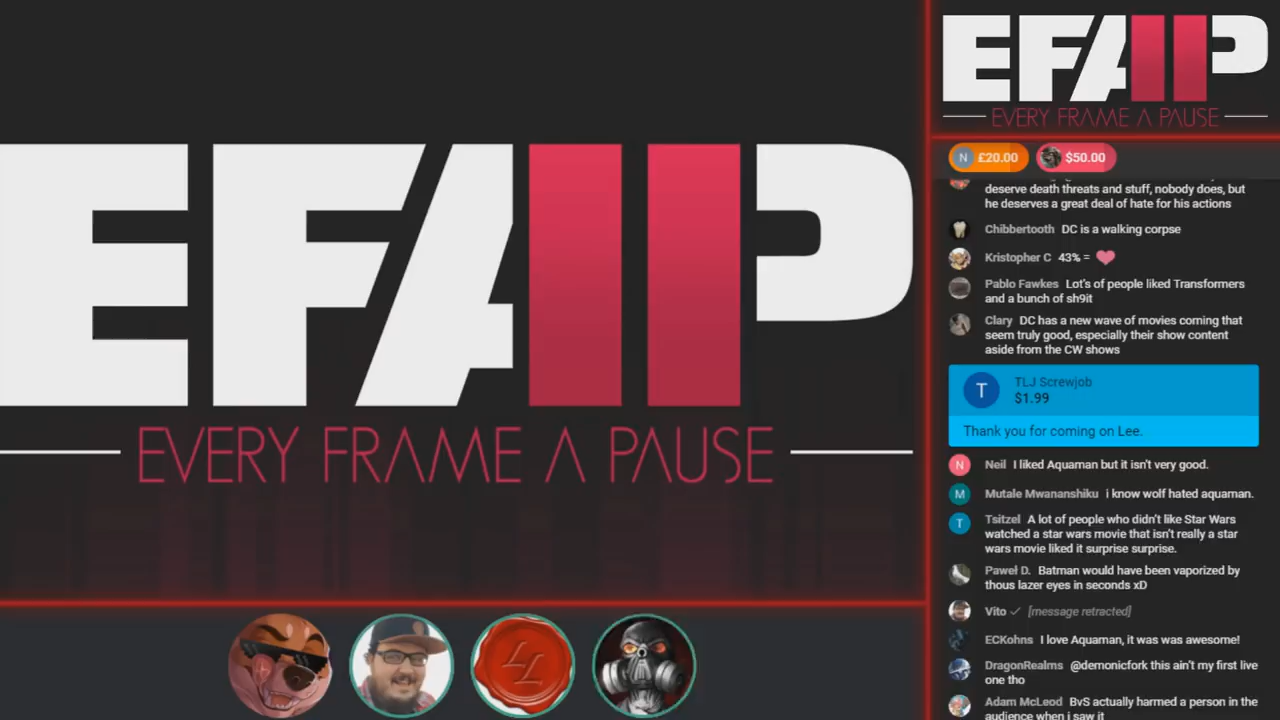 EFAP
EVERY FRAME A PAUSE
EFAP
EVERY FRAME A PAUSE
N £20.00 $50.00
deserve death threats and stuff, nobody does, but
he deserves a great deal of hate for his actions
Chibbertooth DC is a walking corpse
Kristopher C 43% =
Pablo Fawkes Lot's of people liked Transformers
and a bunch of sh9it
Clary DC has a new wave of movies coming that
seem truly good, especially their show content
aside from the CW shows
T TLJ Screwjob
$1.99
Thank you for coming on Lee.
N Neil I liked Aquaman but it isn't very good.
M Mutale Mwananshiku i know wolf hated aquaman.
T Tsitzel A lot of people who didn't like Star Wars
watched a star wars movie that isn't really a star
wars movie liked it surprise surprise.
Paweł D. Batman would have been vaporized by
thous lazer eyes in seconds xD
Vito [message retracted]
ECKohns I love Aquaman, it was was awesome!
DragonRealms @demonicfork this ain't my first live
one tho
Adam McLeod BvS actually harmed a person in the
audience when i saw it
LL